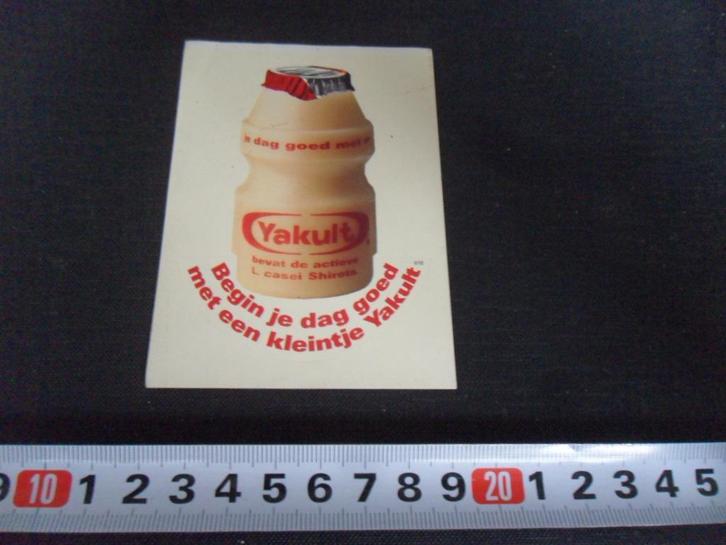 je dag goed met
Yakult
bevat de actieve
L. casei Shirota
Begin je dag goed
met een kleintje Yakult
9 10 1 2 3 4 5 6 7 8 9 20 1 2 3 4 5